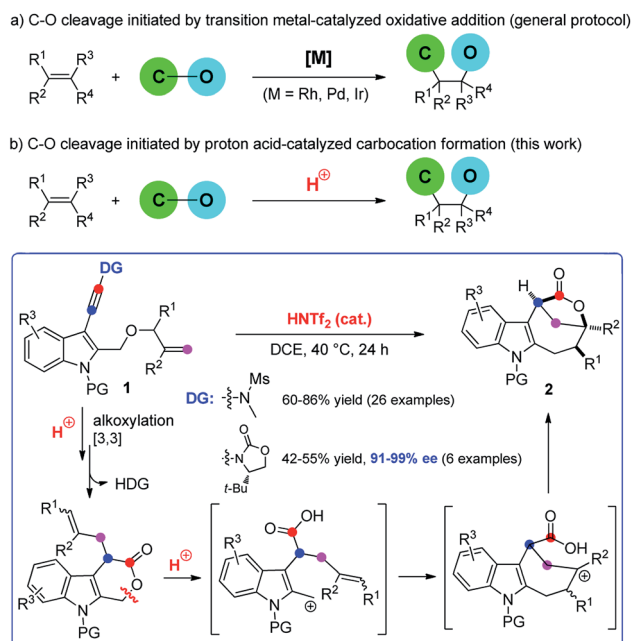 a) C-O cleavage initiated by transition metal-catalyzed oxidative addition (general protocol)
R1 R3 R2 R4 + C O [M] (M = Rh, Pd, Ir) C O R1 R2 R3 R4
b) C-O cleavage initiated by proton acid-catalyzed carbocation formation (this work)
R1 R3 R2 R4 + C O H⊕ C O R1 R2 R3 R4
DG
R3 O R1 R2 N PG 1
HNTf2 (cat.)
DCE, 40 °C, 24 h
H O O R3 R2 R1 N PG 2
DG: Ms N 60-86% yield (26 examples)
O N O t-Bu 42-55% yield, 91-99% ee (6 examples)
H⊕ alkoxylation
[3,3]
HDG
R1 R2 O O R3 N PG
H⊕
O OH R3 R2 R1 N ⊕ PG
O OH R3 R2 ⊕ R1 N PG